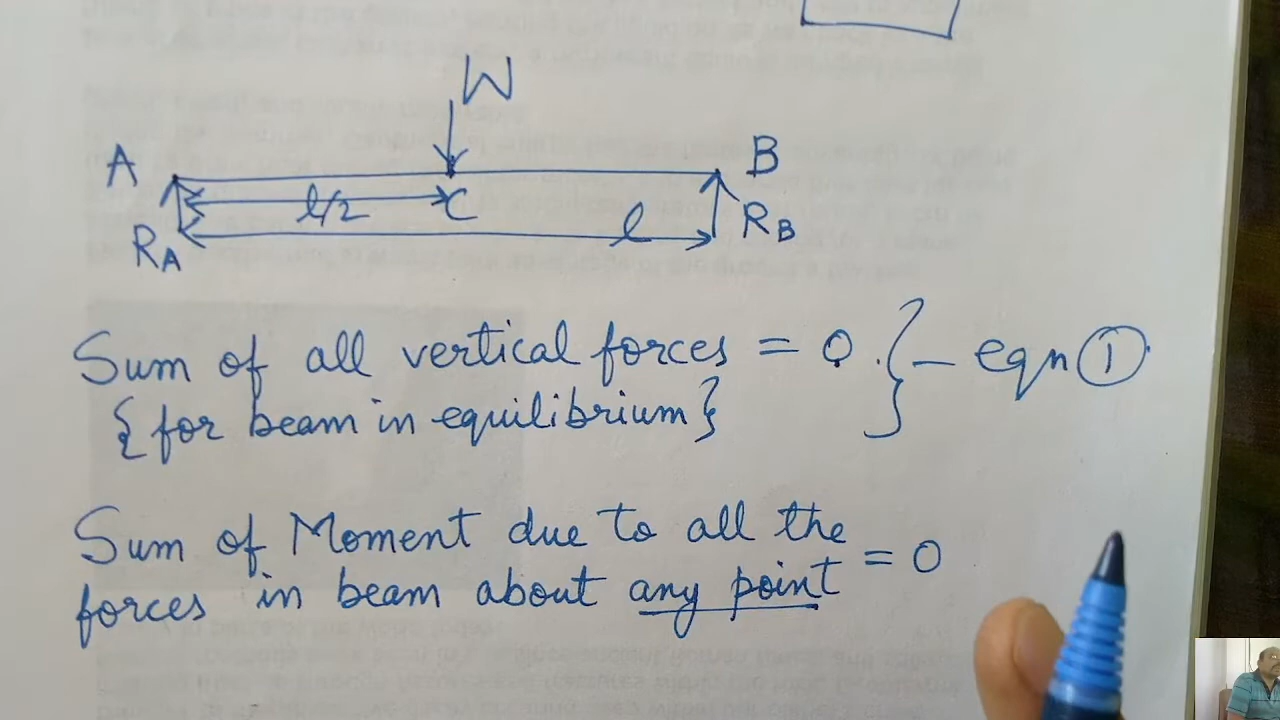 W
A
B
l/2
C
RA
l
RB
Sum of all vertical forces = 0 .} - eqn 1
{for beam in equilibrium}
Sum of Moment due to all the
forces in beam about any point = 0